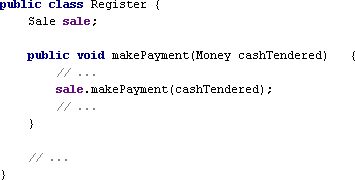 public class Register {
    Sale sale;
    public void makePayment(Money cashTendered)   {
        // ...
        sale.makePayment(cashTendered);
        // ...
    }
    // ...
}